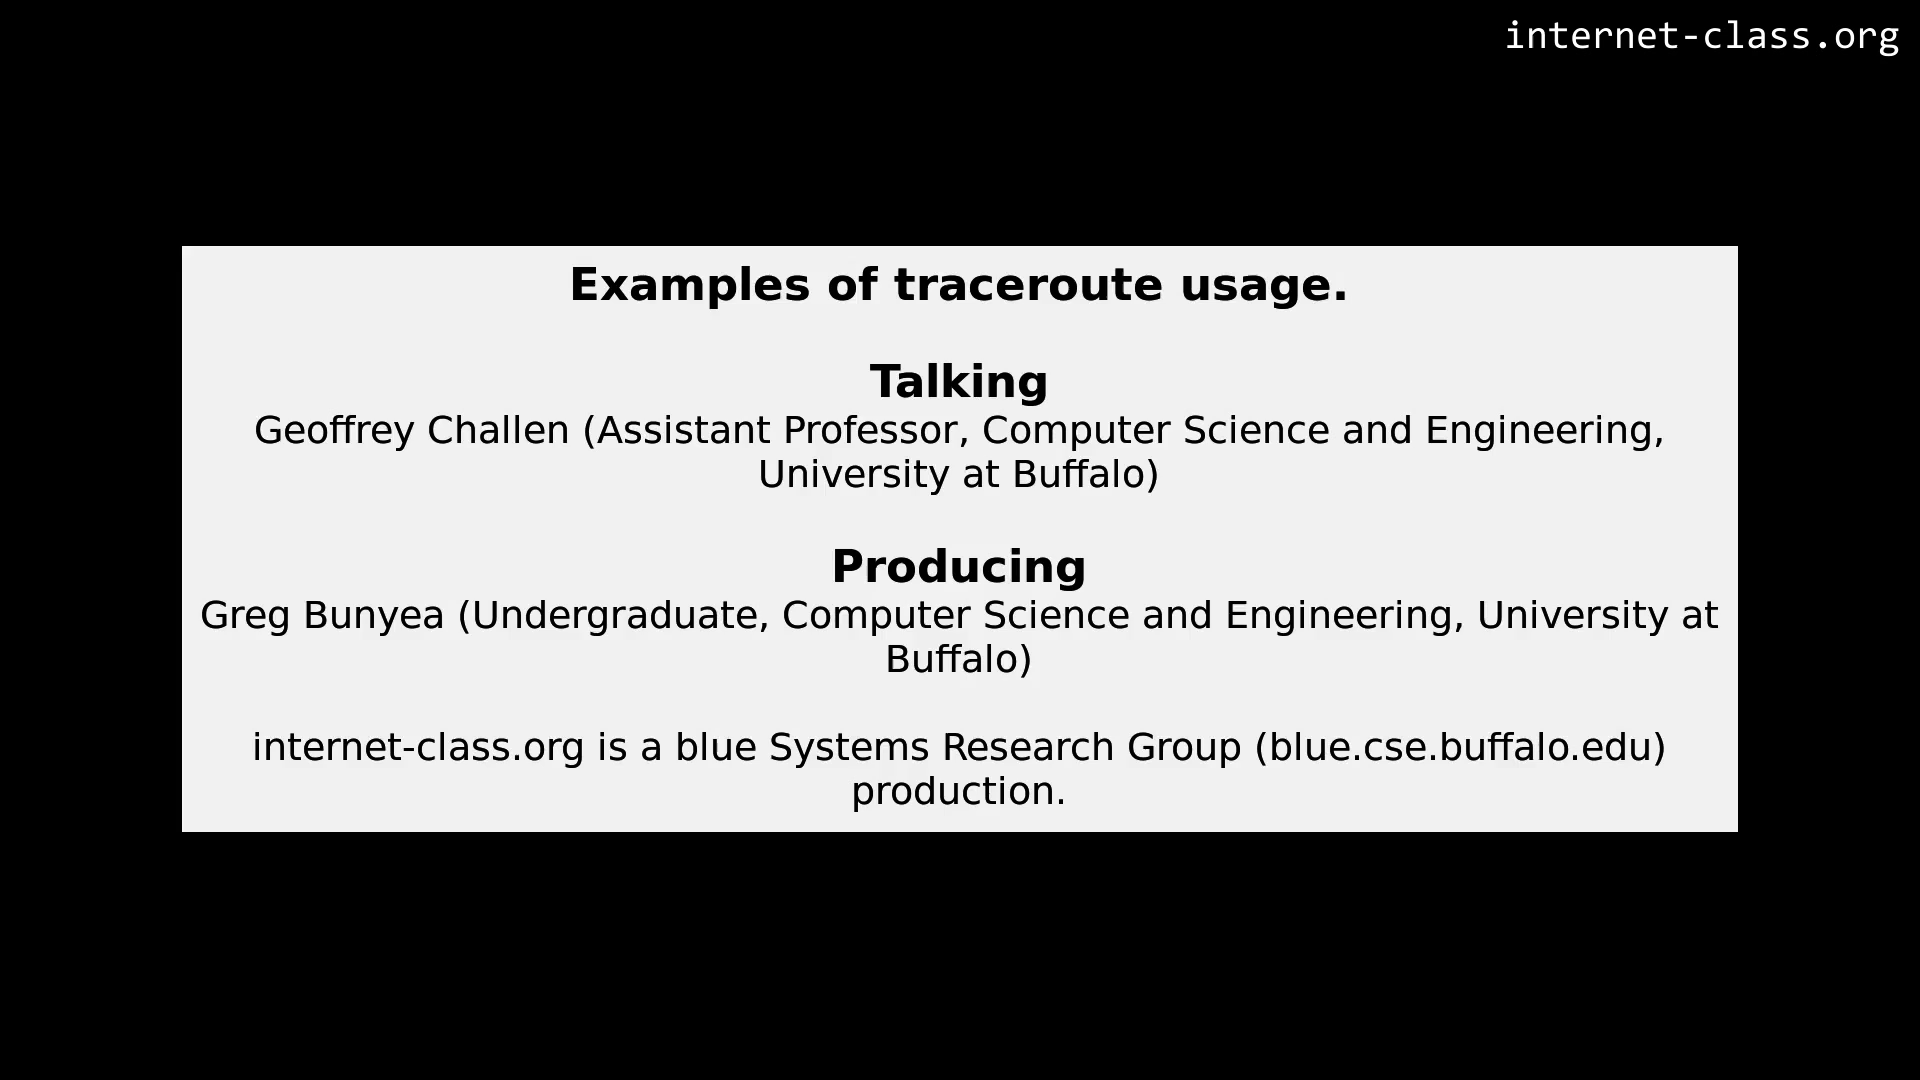 internet-class.org
Examples of traceroute usage.
Talking
Geoffrey Challen (Assistant Professor, Computer Science and Engineering,
University at Buffalo)
Producing
Greg Bunyea (Undergraduate, Computer Science and Engineering, University at
Buffalo)
internet-class.org is a blue Systems Research Group (blue.cse.buffalo.edu)
production.